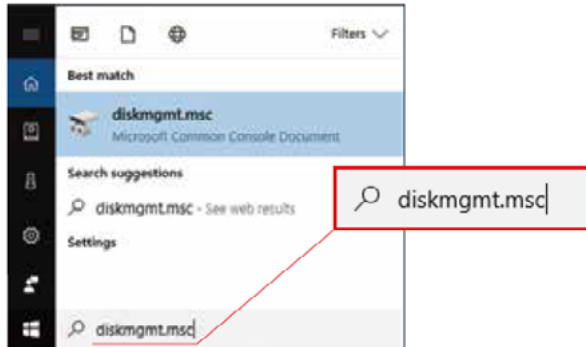 Filters
Best match
diskmgmt.msc
Microsoft Common Console Document
Search suggestions
diskmgmt.msc - See web results
Settings
diskmgmt.msc
diskmgmt.msc